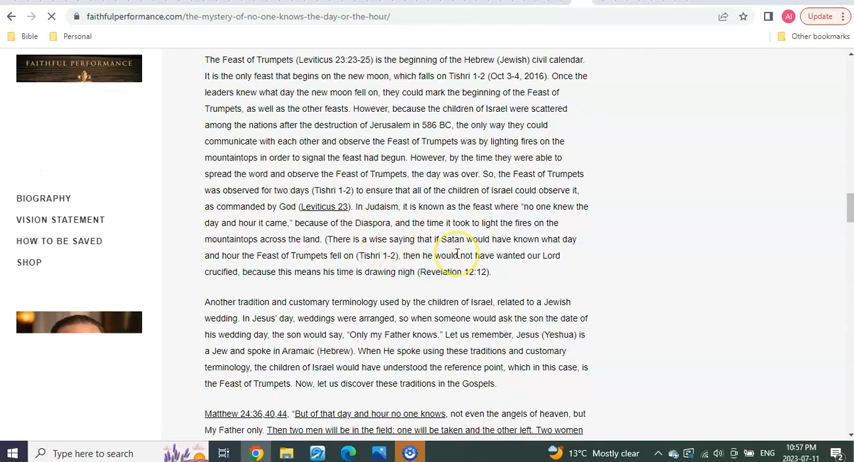 faithfulperformance.com/the-mystery-of-no-one-knows-the-day-or-the-hour/
AI
Update
Bible
Personal
Other bookmarks
FAITHFUL PERFORMANCE
BIOGRAPHY
VISION STATEMENT
HOW TO BE SAVED
SHOP
The Feast of Trumpets (Leviticus 23:23-25) is the beginning of the Hebrew (Jewish) civil calendar.
It is the only feast that begins on the new moon, which falls on Tishri 1-2 (Oct 3-4, 2016). Once the
leaders knew what day the new moon fell on, they could mark the beginning of the Feast of
Trumpets, as well as the other feasts. However, because the children of Israel were scattered
among the nations after the destruction of Jerusalem in 586 BC, the only way they could
communicate with each other and observe the Feast of Trumpets was by lighting fires on the
mountaintops in order to signal the feast had begun. However, by the time they were able to
spread the word and observe the Feast of Trumpets, the day was over. So, the Feast of Trumpets
was observed for two days (Tishri 1-2) to ensure that all of the children of Israel could observe it,
as commanded by God (Leviticus 23). In Judaism, it is known as the feast where “no one knew the
day and hour it came,” because of the Diaspora, and the time it took to light the fires on the
mountaintops across the land. (There is a wise saying that if Satan would have known what day
and hour the Feast of Trumpets fell on (Tishri 1-2), then he would not have wanted our Lord
crucified, because this means his time is drawing nigh (Revelation 12:12).
Another tradition and customary terminology used by the children of Israel, related to a Jewish
wedding. In Jesus’ day, weddings were arranged, so when someone would ask the son the date of
his wedding day, the son would say, “Only my Father knows.” Let us remember, Jesus (Yeshua) is
a Jew and spoke in Aramaic (Hebrew). When He spoke using these traditions and customary
terminology, the children of Israel would have understood the reference point, which in this case, is
the Feast of Trumpets. Now, let us discover these traditions in the Gospels.
Matthew 24:36,40,44, “But of that day and hour no one knows, not even the angels of heaven, but
My Father only. Then two men will be in the field: one will be taken and the other left. Two women
Type here to search
13°C Mostly clear
ENG
10:57 PM
2023-07-11
2